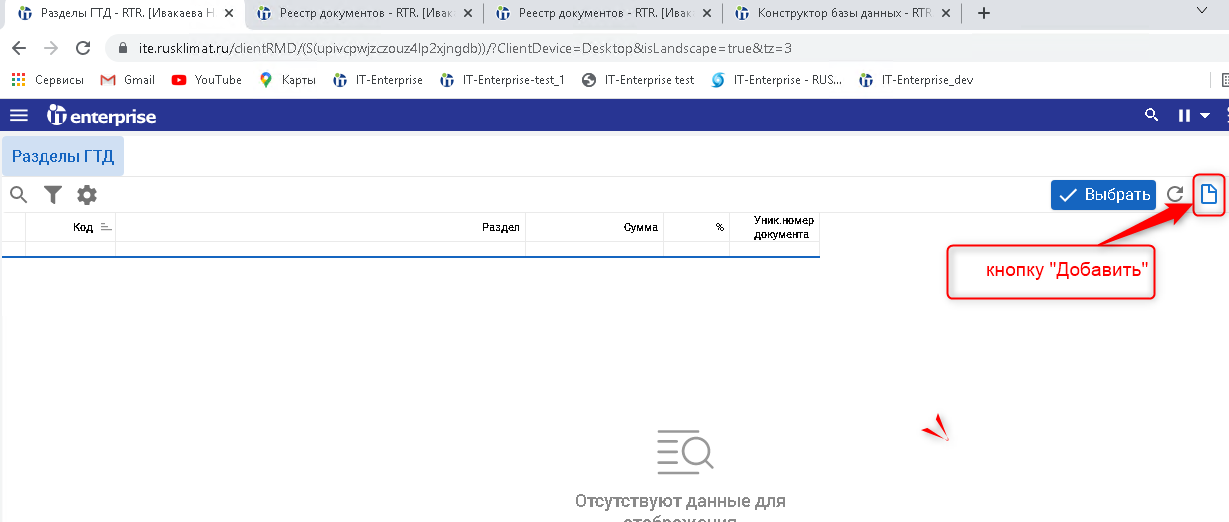 Разделы ГТД - RTR. [Ивакаева Н
Реестр документов - RTR. [Ивака
Реестр документов - RTR. [Ивака
Конструктор базы данных - RTR.
ite.rusklimat.ru/clientRMD/(S(upivcpwjzczouz4lp2xjngdb))/?ClientDevice=Desktop&isLandscape=true&tz=3
Сервисы
Gmail
YouTube
Карты
IT-Enterprise
IT-Enterprise-test_1
IT-Enterprise test
IT-Enterprise - RUS...
IT-Enterprise_dev
it enterprise
Разделы ГТД
Выбрать
Код
Раздел
Сумма
%
Уник.номер
документа
кнопку "Добавить"
Отсутствуют данные для
отображения